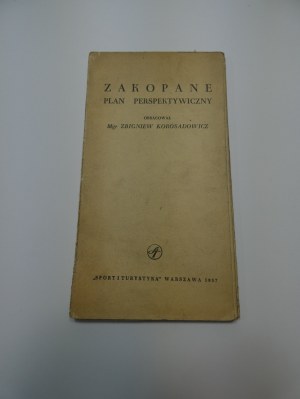 ZAKOPANE
PLAN PERSPEKTYWICZNY
OPRACOWAŁ
Mgr ZBIGNIEW KOROSADOWICZ
„SPORT I TURYSTYKA” WARSZAWA 1957